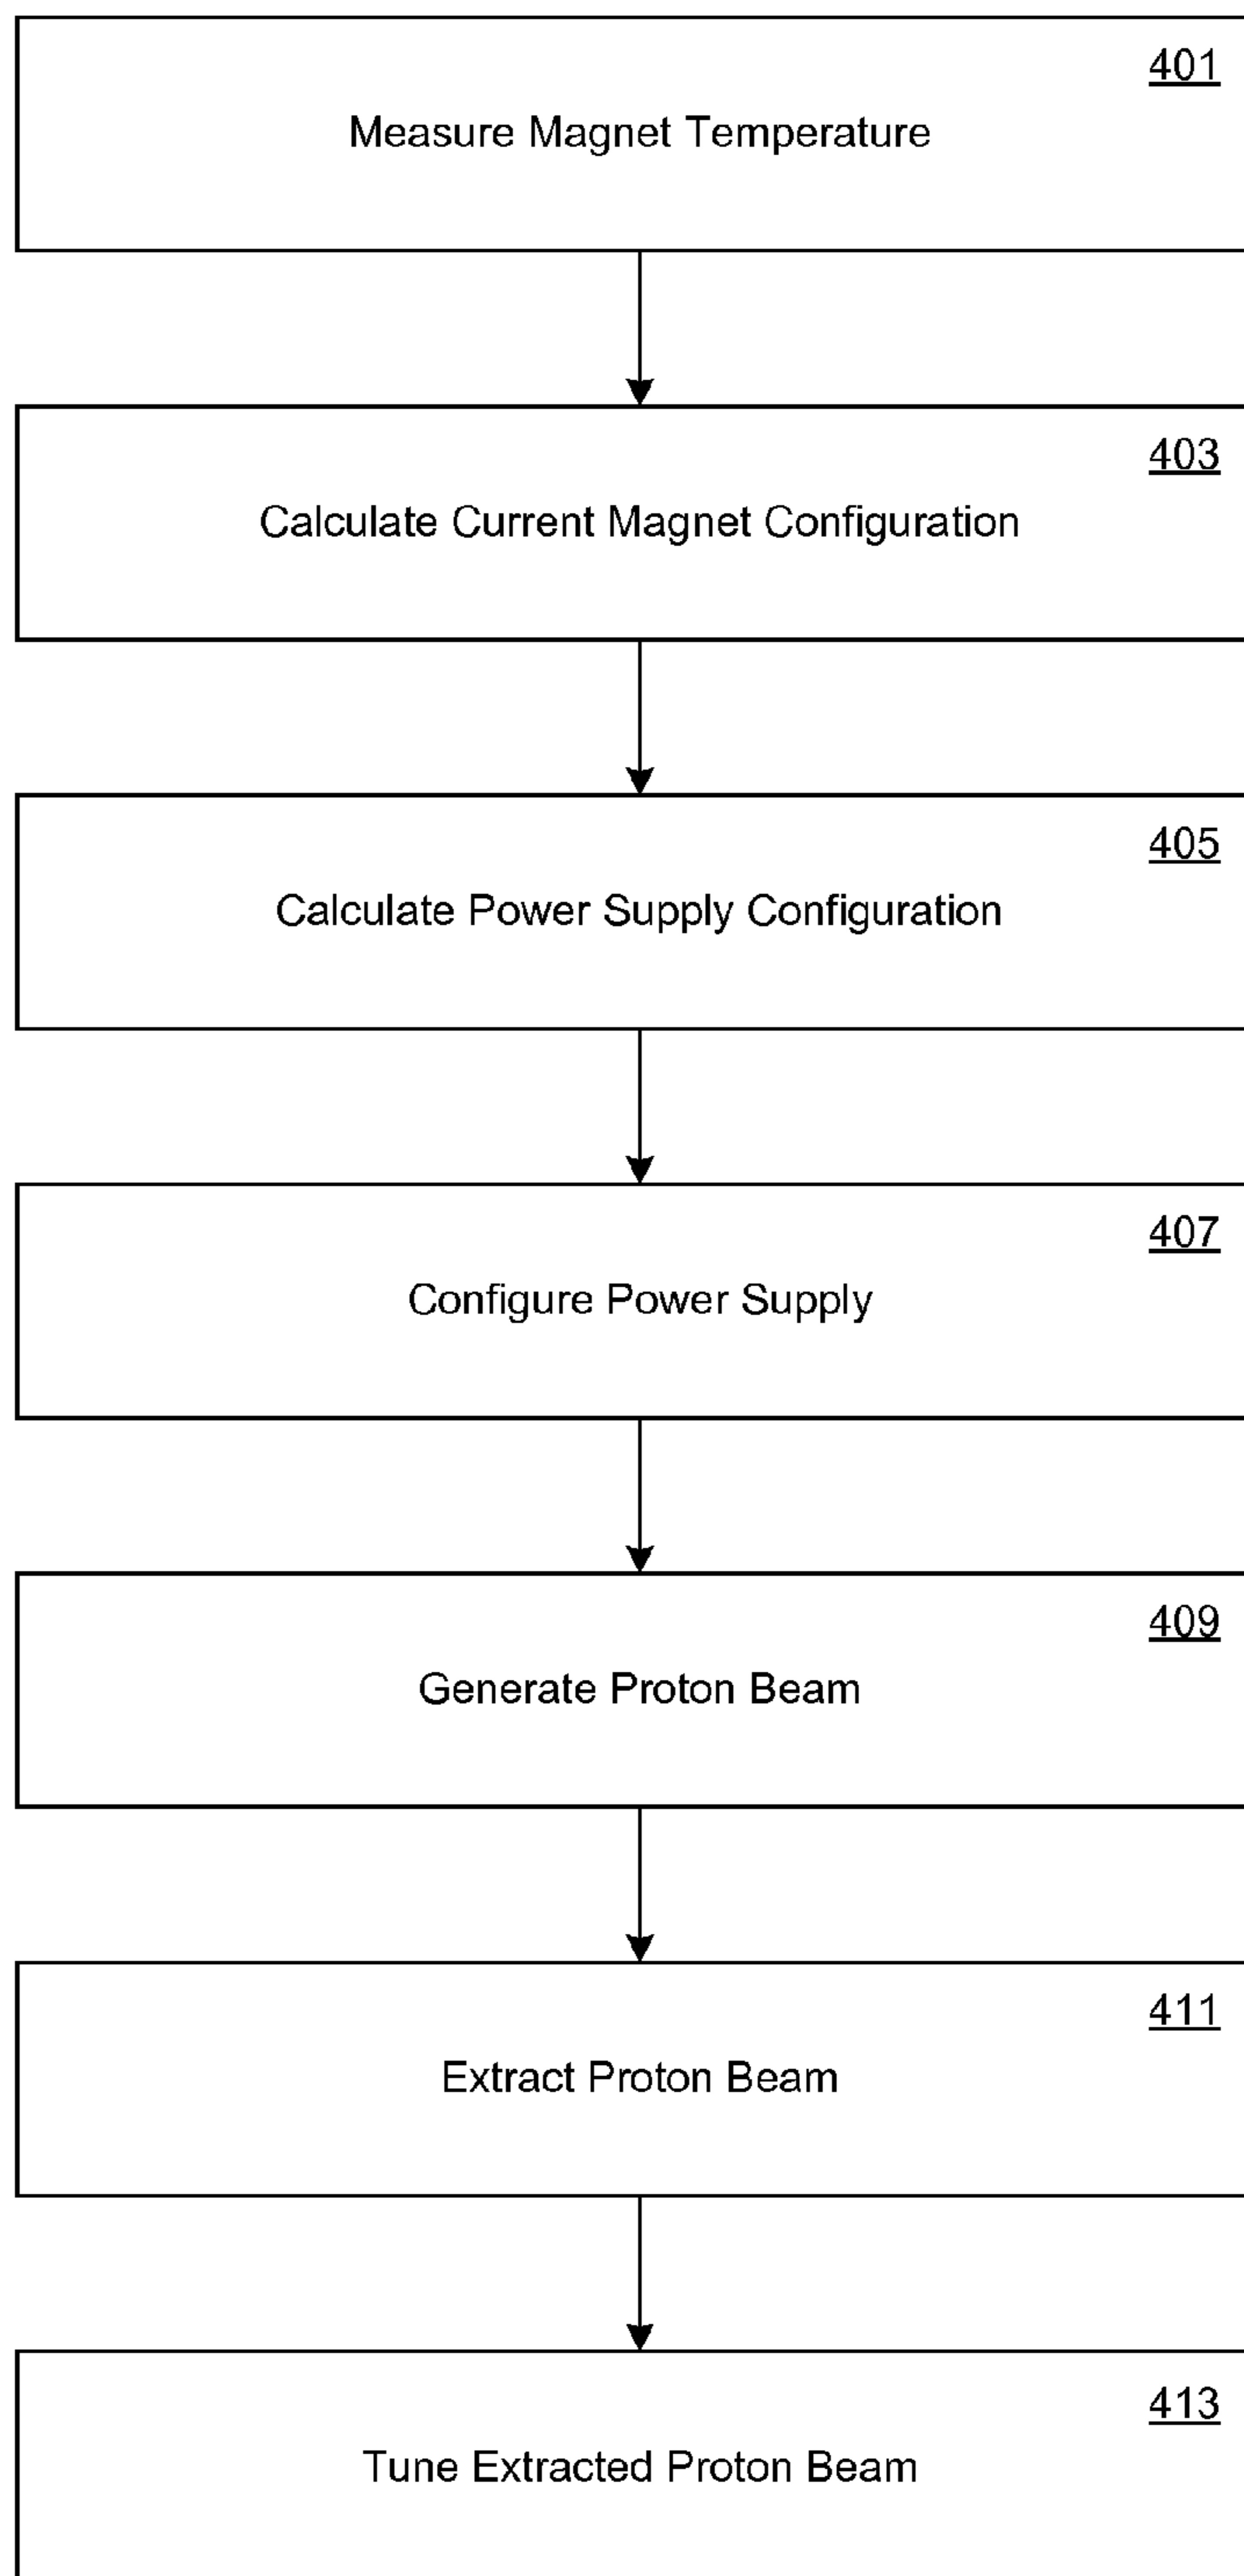 401
Measure Magnet Temperature
403
Calculate Current Magnet Configuration
405
Calculate Power Supply Configuration
407
Configure Power Supply
409
Generate Proton Beam
411
Extract Proton Beam
413
Tune Extracted Proton Beam